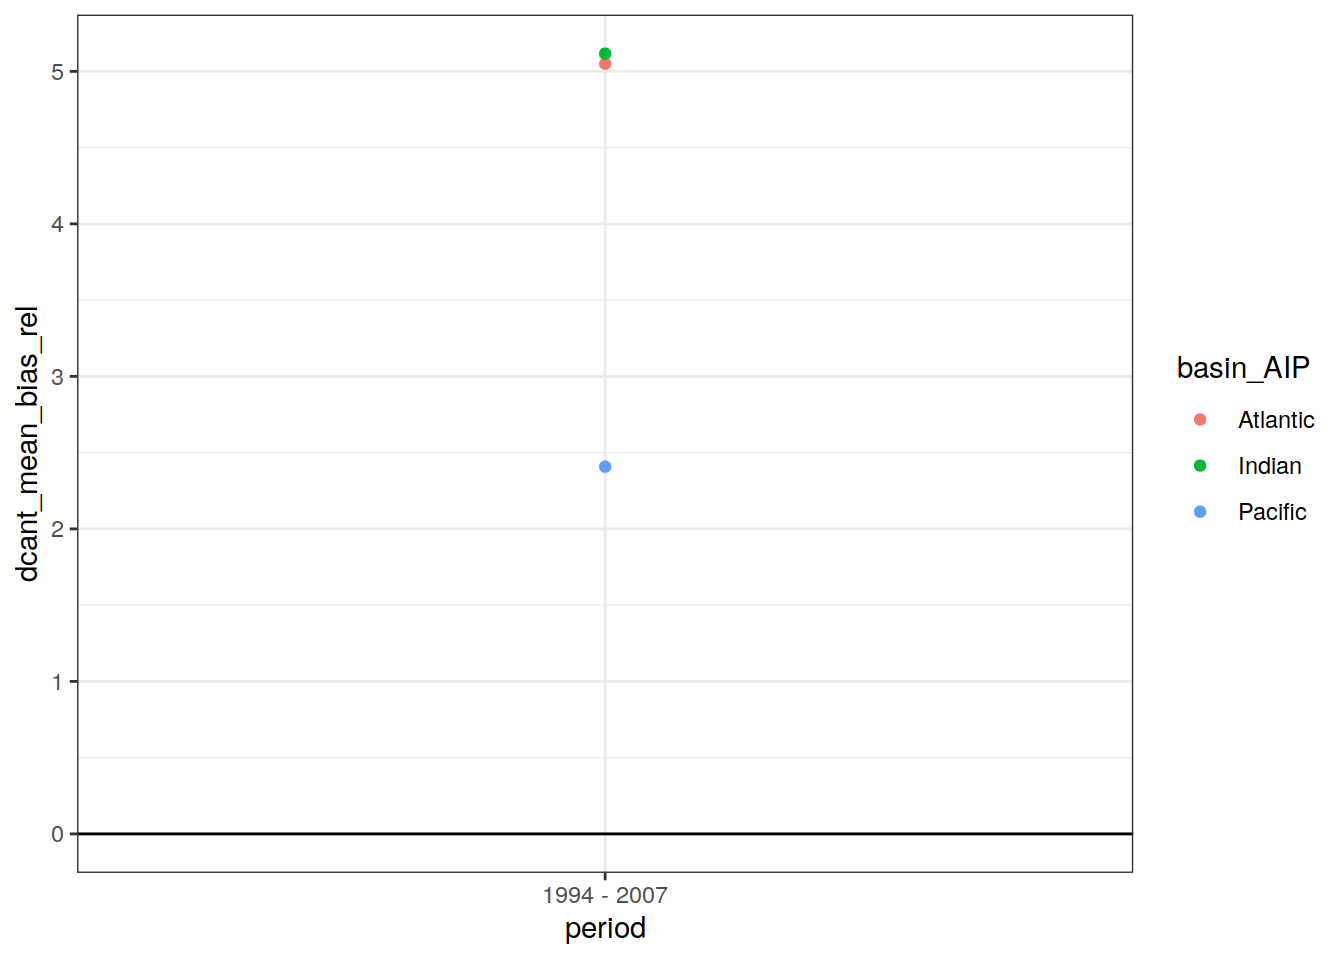 5
4
3
2
1
0
dcant_mean_bias_rel
1994 - 2007
period
basin_AIP
Atlantic
Indian
Pacific